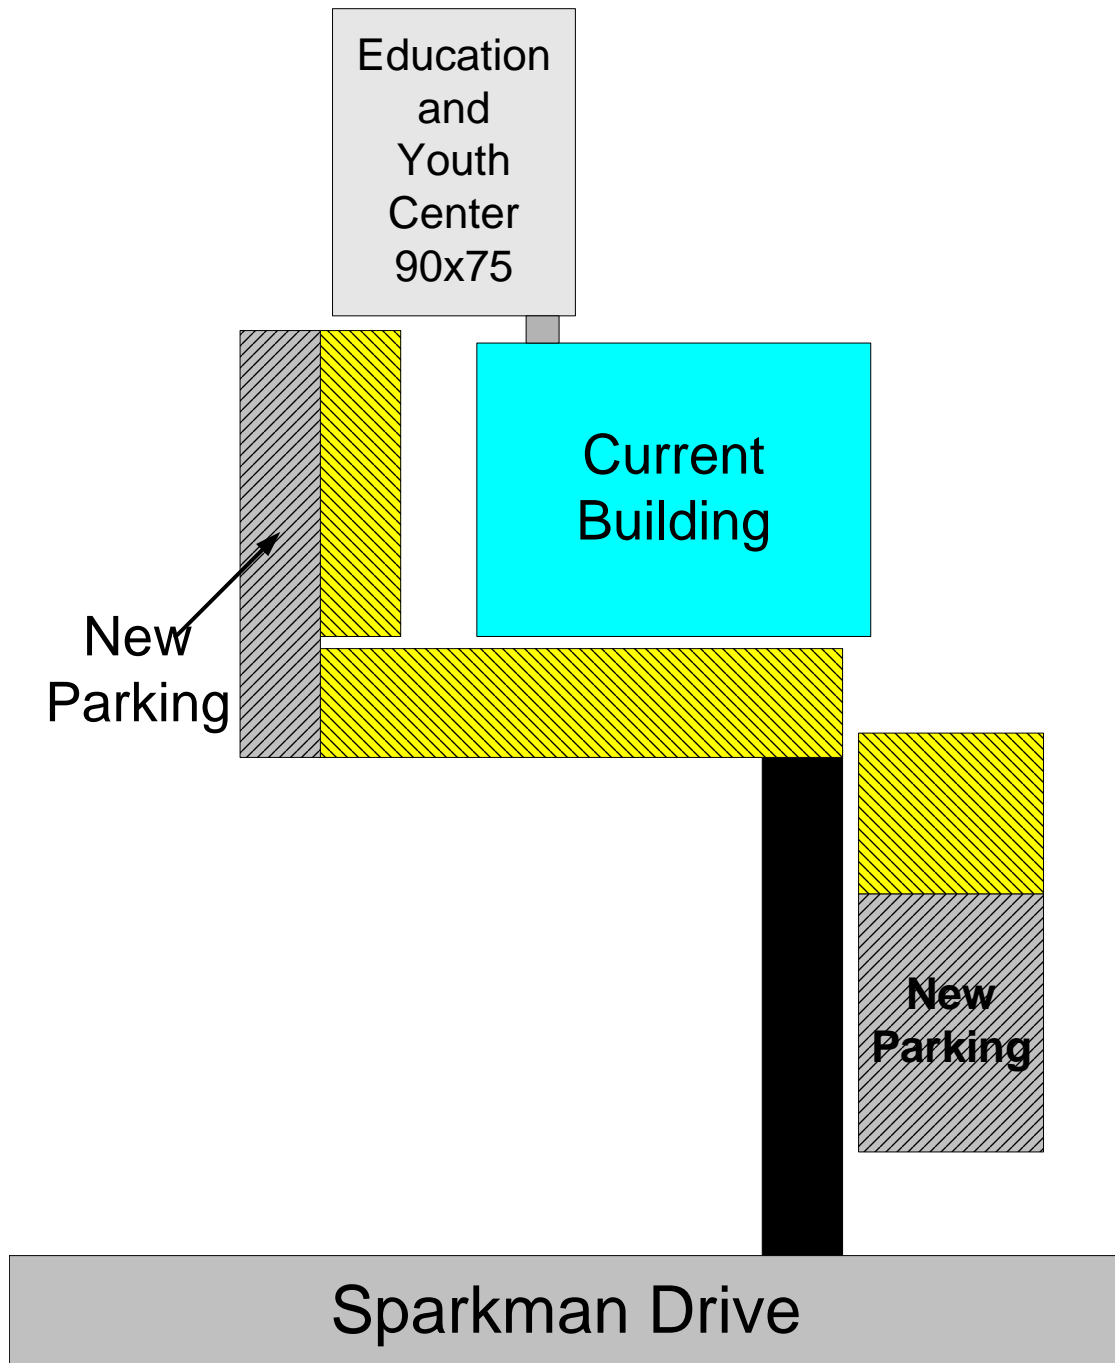 Education
and
Youth
Center
90x75
Current
Building
New
Parking
New
Parking
Sparkman Drive